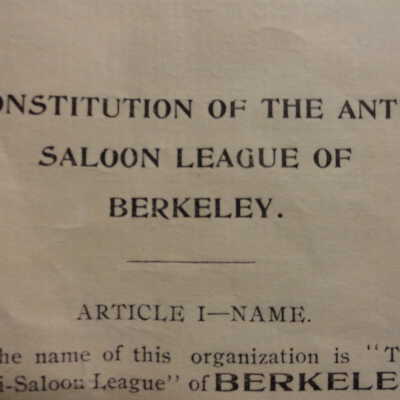 ONSTITUTION OF THE ANT
SALOON LEAGUE OF
BERKELEY.
ARTICLE I—NAME.
he name of this organization is "T
i-Saloon League" of BERKELE